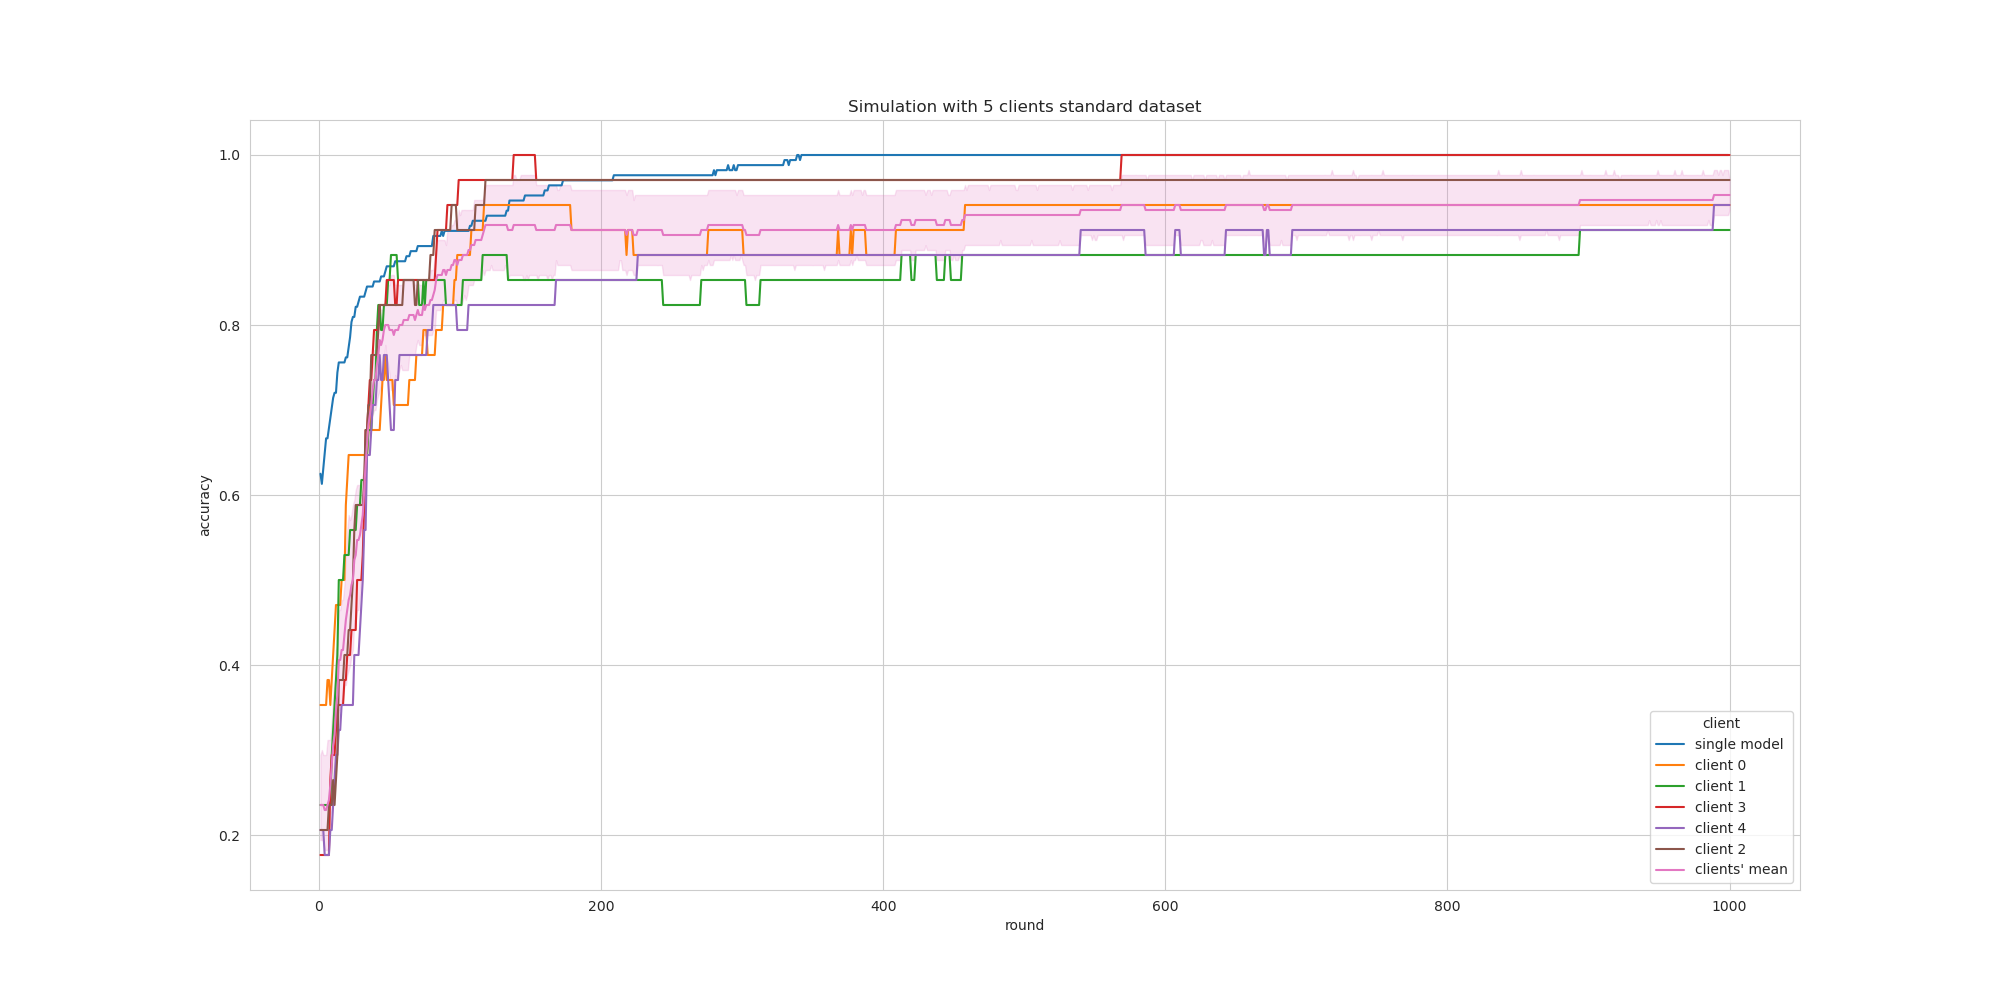 Simulation with 5 clients standard dataset
1.0
0.8
0.6
0.4
0.2
accuracy
0 200 400 600 800 1000
round
client
single model
client 0
client 1
client 3
client 4
client 2
clients' mean